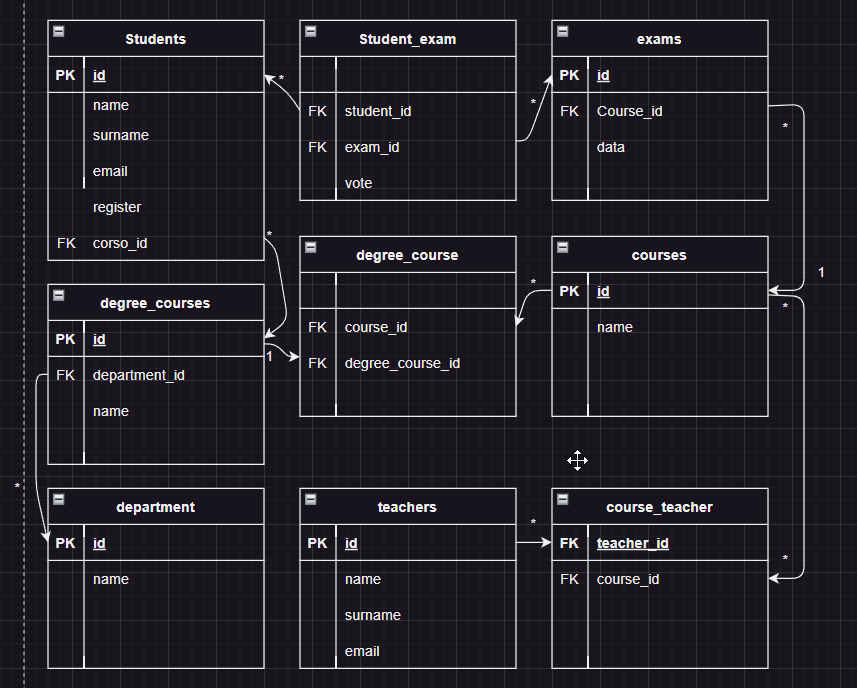 Students
PK id
name
surname
email
register
FK corso_id
*
*
Student_exam
FK student_id
FK exam_id
vote
*
exams
PK id
FK Course_id
data
*
1
degree_courses
PK id
FK department_id
name
1
*
degree_course
FK course_id
FK degree_course_id
*
courses
PK id
name
*
*
department
PK id
name
teachers
PK id
name
surname
email
*
course_teacher
FK teacher_id
FK course_id